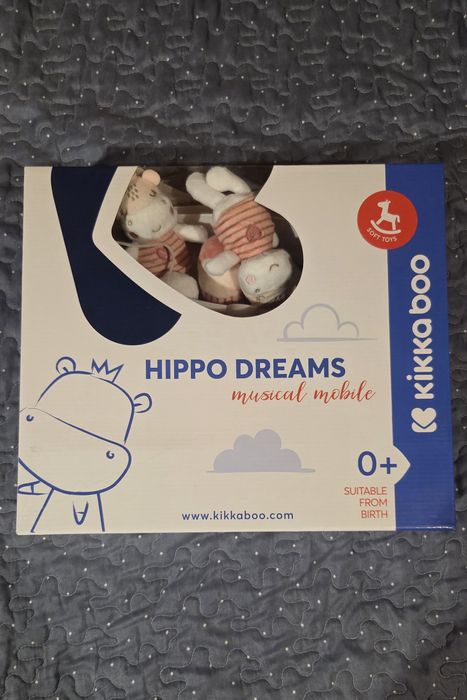 SOFT TOYS
kikkaboo
HIPPO DREAMS
musical mobile
0+
SUITABLE
FROM
BIRTH
www.kikkaboo.com